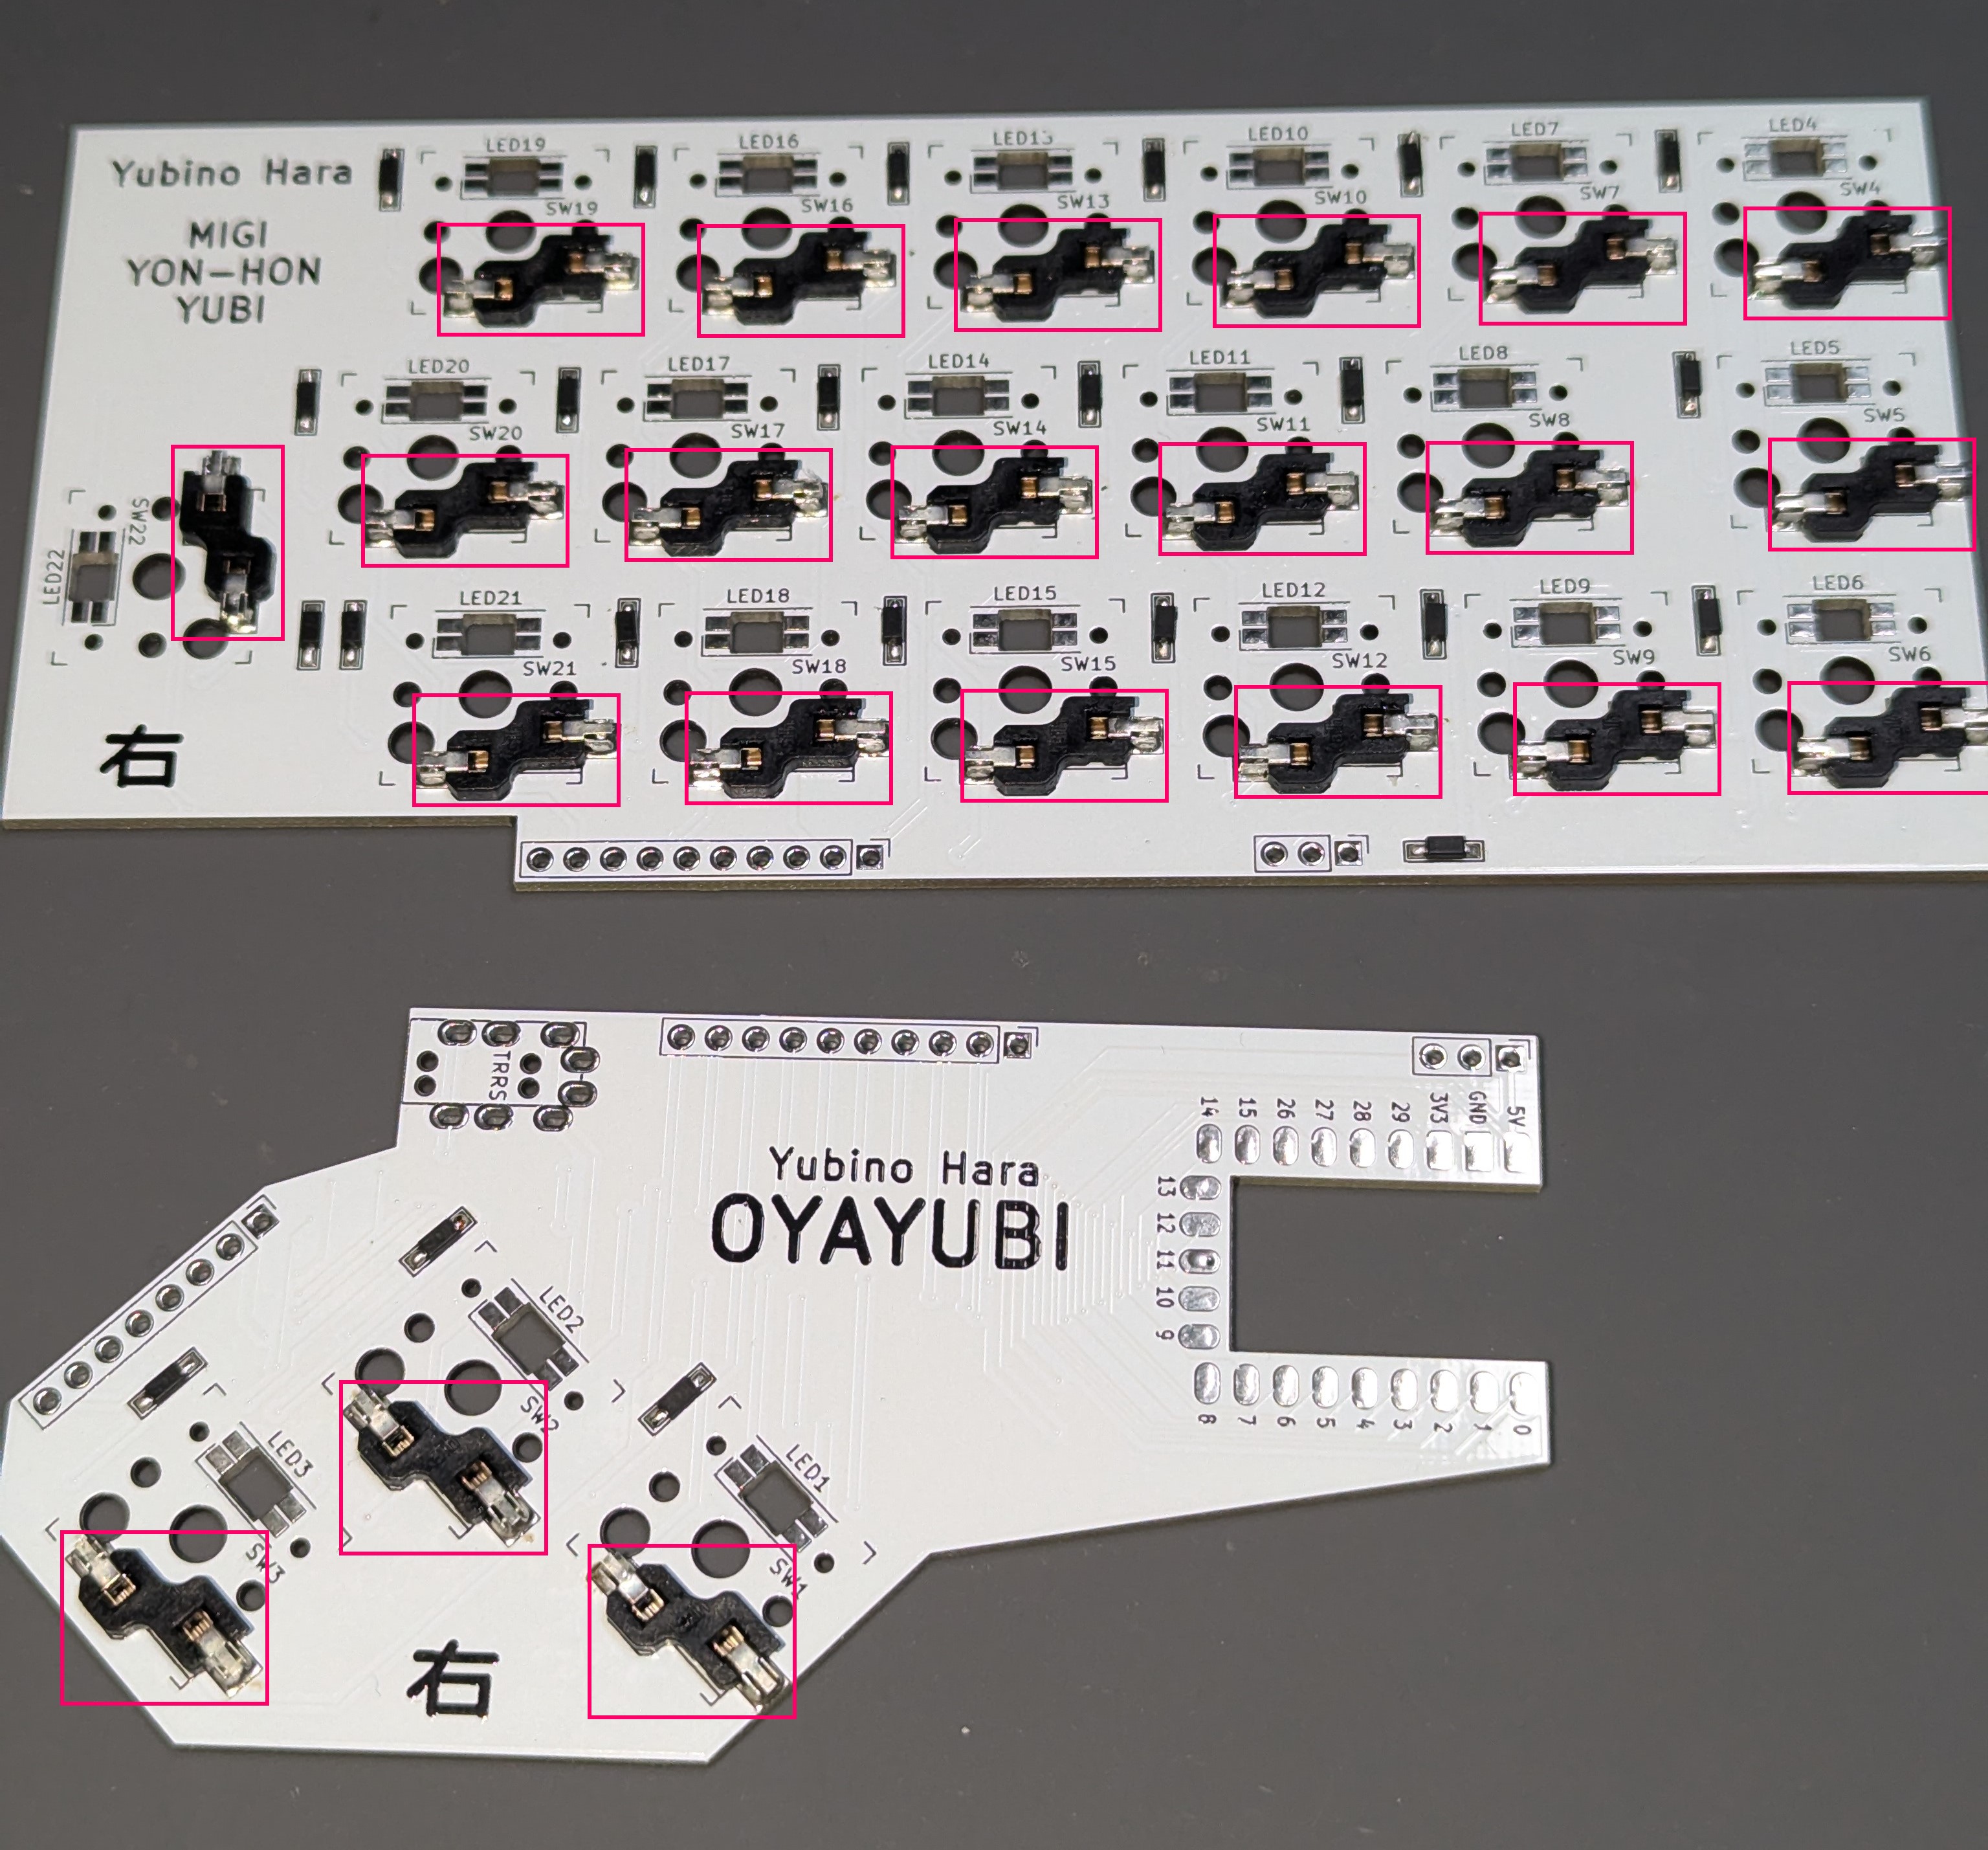 Yubino Hara
MIGI
YON-HON
YUBI
LED19
LED16
LED13
LED10
LED7
LED4
SW19
SW16
SW13
SW10
SW7
SW4
LED20
LED17
LED14
LED11
LED8
LED5
SW20
SW17
SW14
SW11
SW8
SW5
SW22
LED22
LED21
LED18
LED15
LED12
LED9
LED6
SW21
SW18
SW15
SW12
SW9
SW6
右
TRRS
14
15
26
27
28
29
3V3
GND
5V
Yubino Hara
OYAYUBI
13
12
11
10
9
8
7
6
5
4
3
2
1
0
LED2
SW2
LED3
SW3
LED1
SW1
右